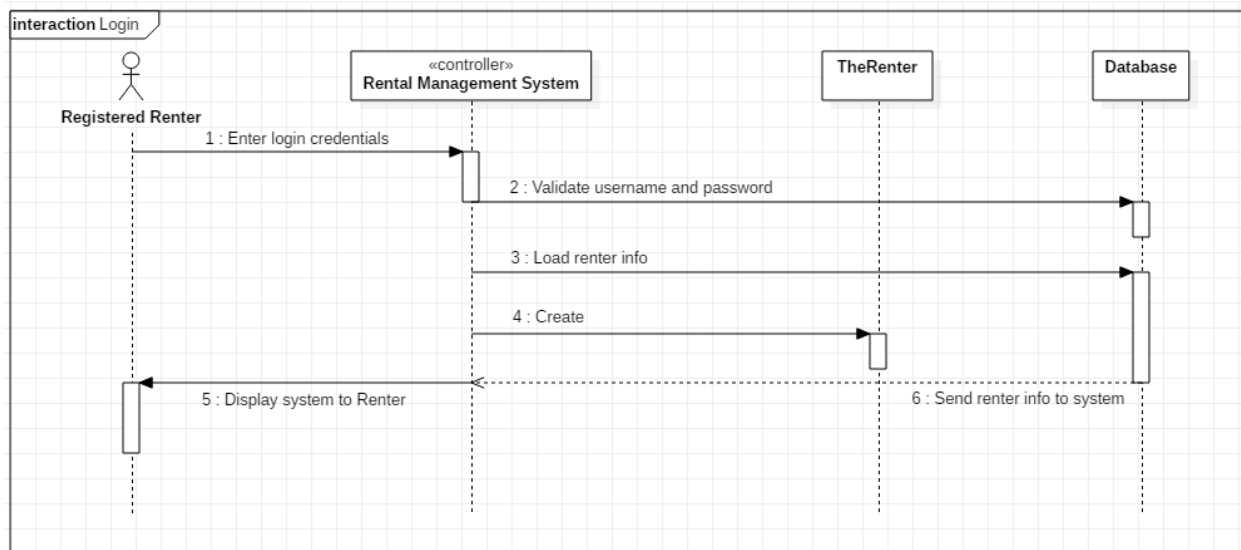 interaction Login
«controller»
Rental Management System
TheRenter
Database
Registered Renter
1 : Enter login credentials
2 : Validate username and password
3 : Load renter info
4 : Create
5 : Display system to Renter
6 : Send renter info to system